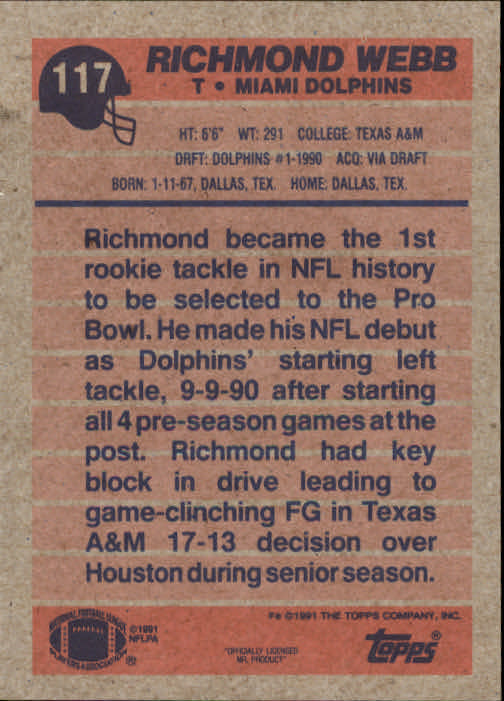 117
RICHMOND WEBB
T • MIAMI DOLPHINS
HT: 6'6" WT: 291 COLLEGE: TEXAS A&M
DRFT: DOLPHINS #1-1990 ACQ: VIA DRAFT
BORN: 1-11-67, DALLAS, TEX. HOME: DALLAS, TEX.
Richmond became the 1st
rookie tackle in NFL history
to be selected to the Pro
Bowl. He made his NFL debut
as Dolphins' starting left
tackle, 9-9-90 after starting
all 4 pre-season games at the
post. Richmond had key
block in drive leading to
game-clinching FG in Texas
A&M 17-13 decision over
Houston during senior season.
F* ©1991 THE TOPPS COMPANY, INC.
NATIONAL FOOTBALL LEAGUE
PLAYERS ASSOCIATION
®
©1991
NFLPA
"OFFICIALLY LICENSED
NFL PRODUCT"
topps®